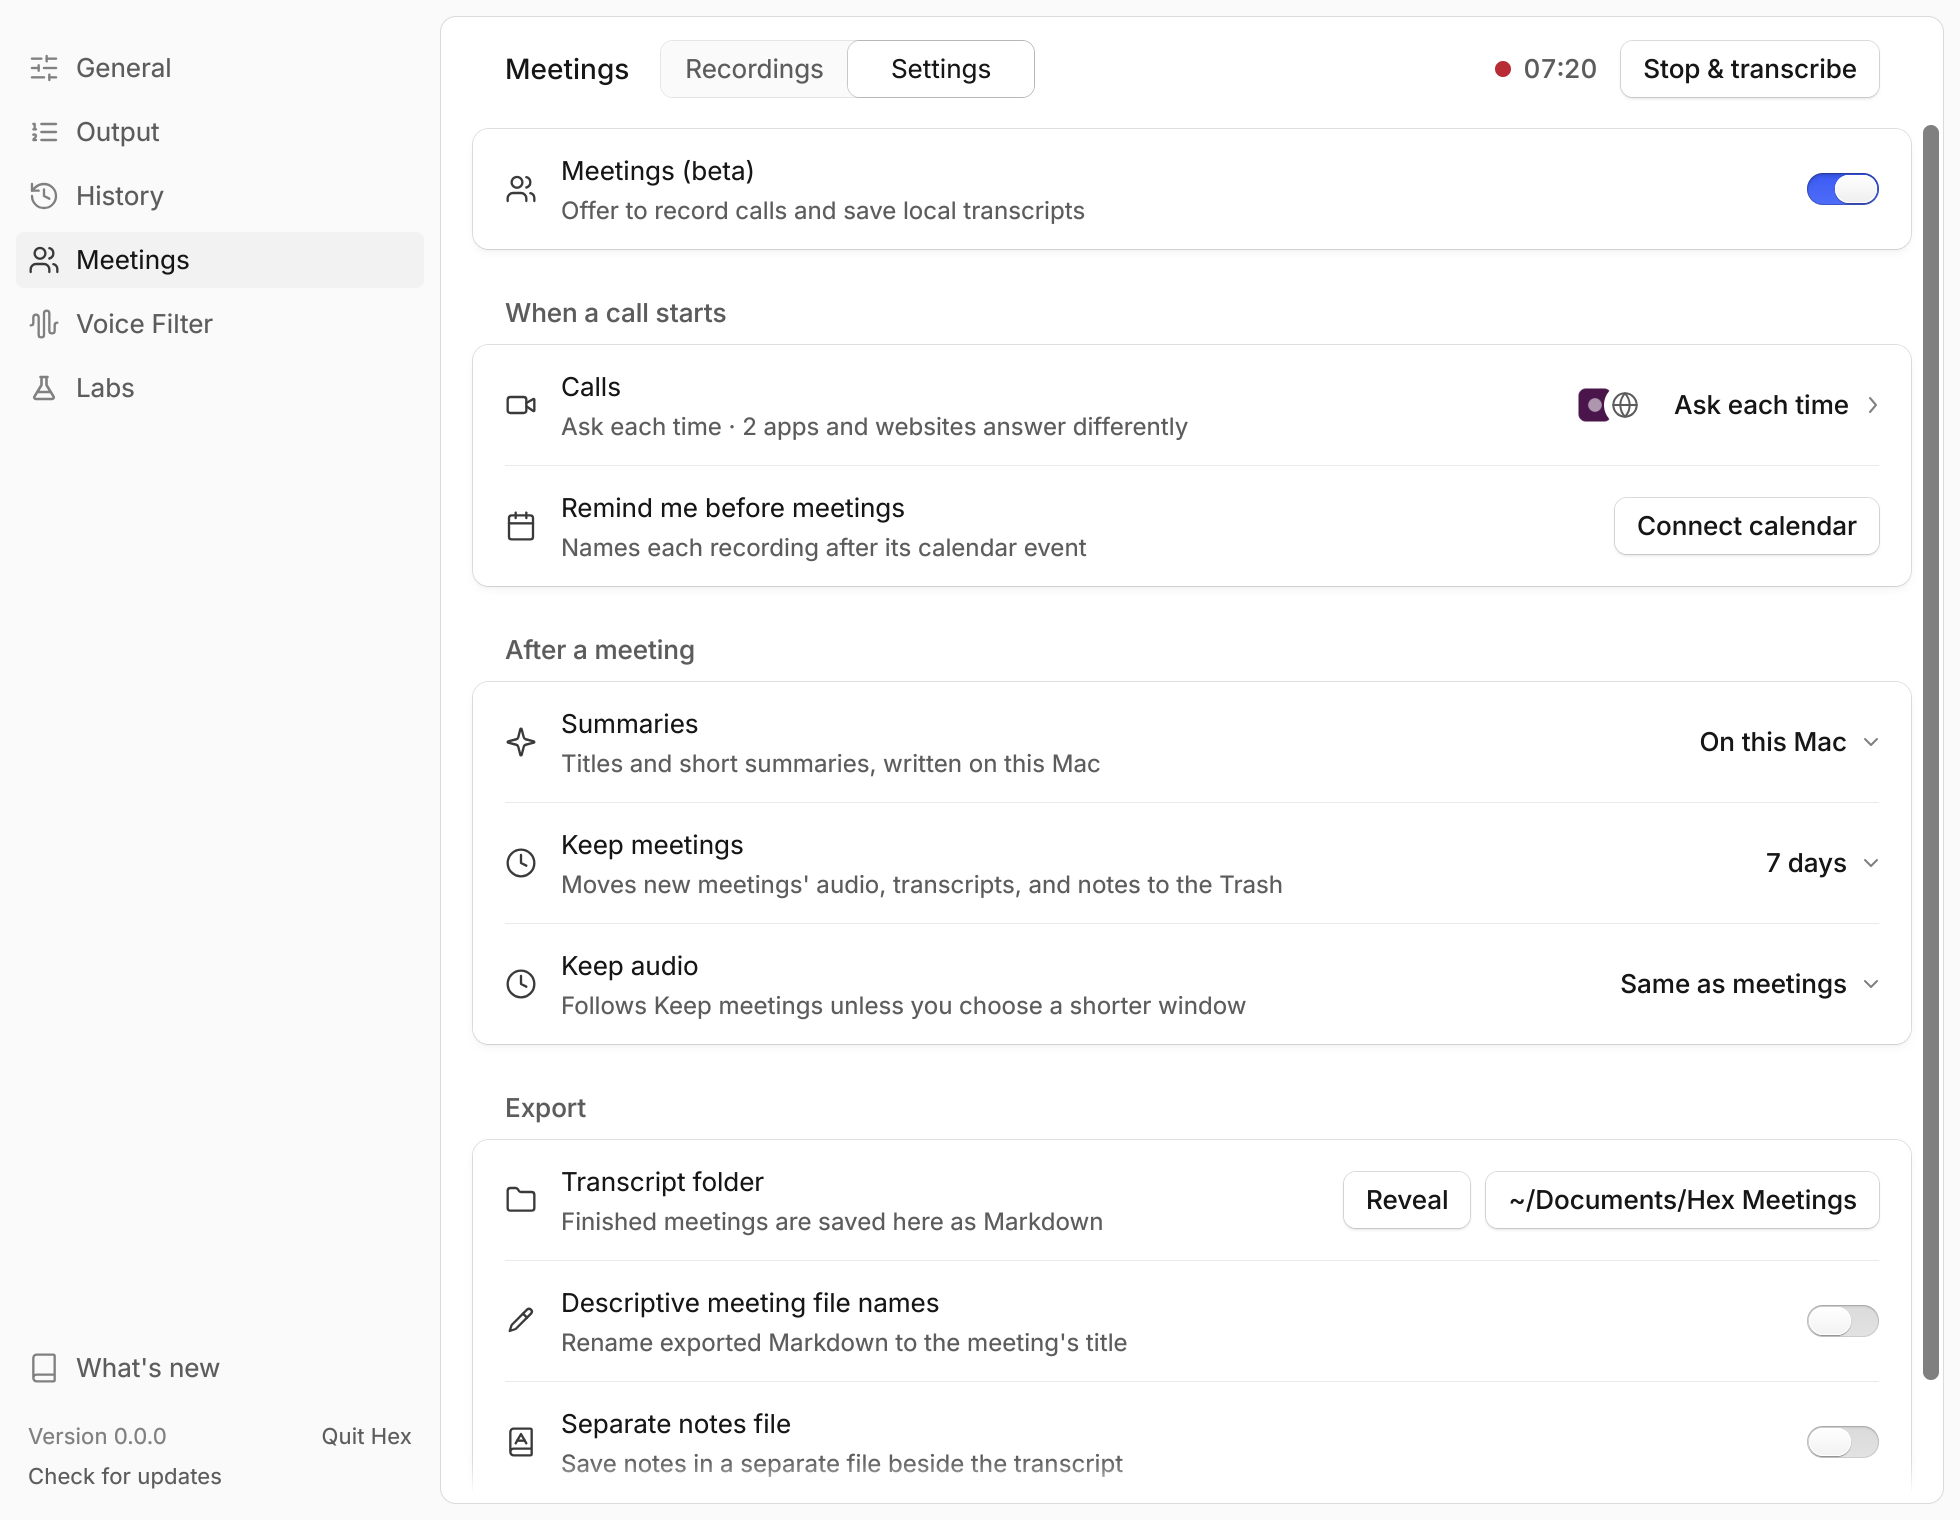 General
Output
History
Meetings
Voice Filter
Labs
What's new
Version 0.0.0
Quit Hex
Check for updates
Meetings
Recordings
Settings
07:20
Stop & transcribe
Meetings (beta)
Offer to record calls and save local transcripts
When a call starts
Calls
Ask each time · 2 apps and websites answer differently
Ask each time
Remind me before meetings
Names each recording after its calendar event
Connect calendar
After a meeting
Summaries
Titles and short summaries, written on this Mac
On this Mac
Keep meetings
Moves new meetings' audio, transcripts, and notes to the Trash
7 days
Keep audio
Follows Keep meetings unless you choose a shorter window
Same as meetings
Export
Transcript folder
Finished meetings are saved here as Markdown
Reveal
~/Documents/Hex Meetings
Descriptive meeting file names
Rename exported Markdown to the meeting's title
Separate notes file
Save notes in a separate file beside the transcript